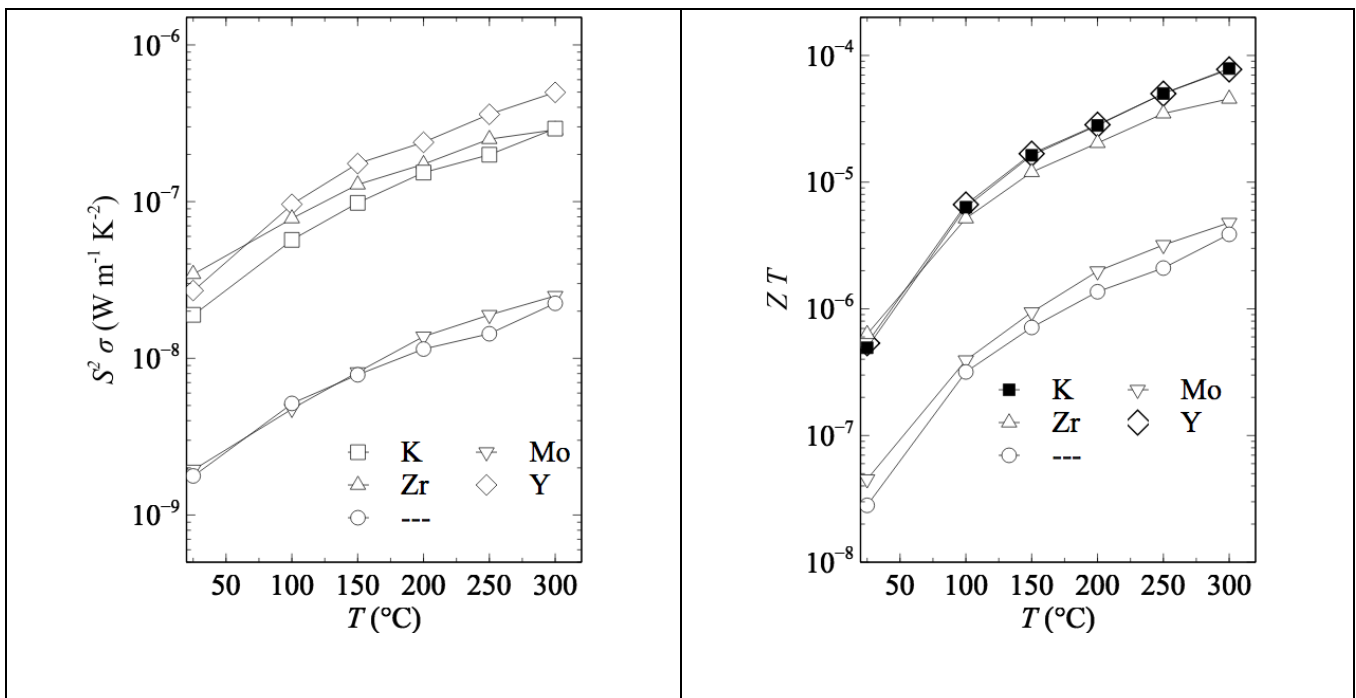 10⁻⁶
10⁻⁷
10⁻⁸
10⁻⁹
S² σ (W m⁻¹ K⁻²)
K Mo
Zr Y
---
50 100 150 200 250 300
T (°C)
10⁻⁴
10⁻⁵
10⁻⁶
10⁻⁷
10⁻⁸
Z T
K Mo
Zr Y
---
50 100 150 200 250 300
T (°C)